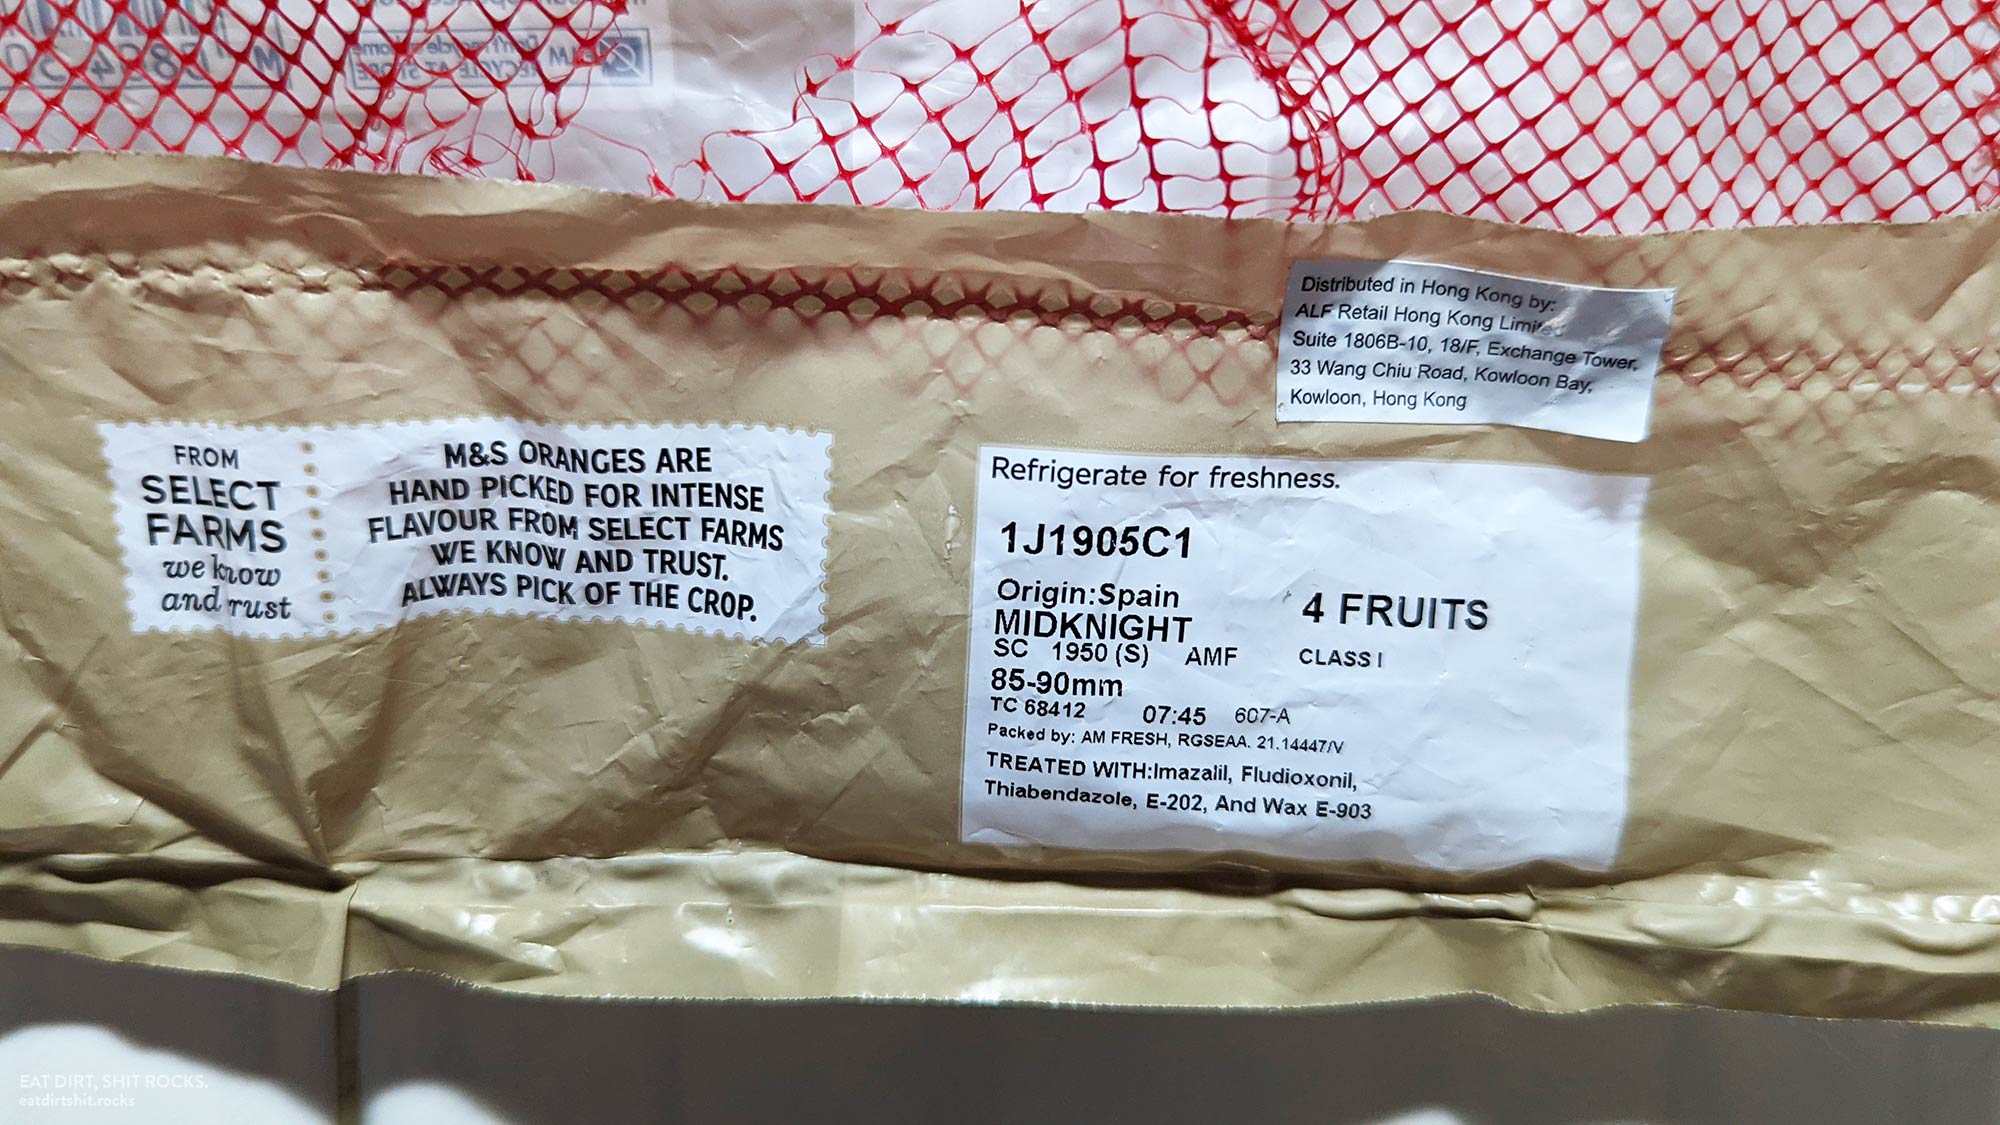 Distributed in Hong Kong by:
ALF Retail Hong Kong
Suite 1806B-10, 18/F, Exchange Tower,
33 Wang Chiu Road, Kowloon Bay,
Kowloon, Hong Kong
FROM
SELECT
FARMS
we know
and rust
M&S ORANGES ARE
HAND PICKED FOR INTENSE
FLAVOUR FROM SELECT FARMS
WE KNOW AND TRUST.
ALWAYS PICK OF THE CROP.
Refrigerate for freshness.
1J1905C1
Origin:Spain
MIDKNIGHT
4 FRUITS
SC 1950 (S) AMF
CLASS I
85-90mm
TC 68412 07:45 607-A
Packed by: AM FRESH, RGSEAA. 21.14447/V
TREATED WITH:Imazalil, Fludioxonil,
Thiabendazole, E-202, And Wax E-903
EAT DIRT, SHIT ROCKS.
eatdirtshit.rocks